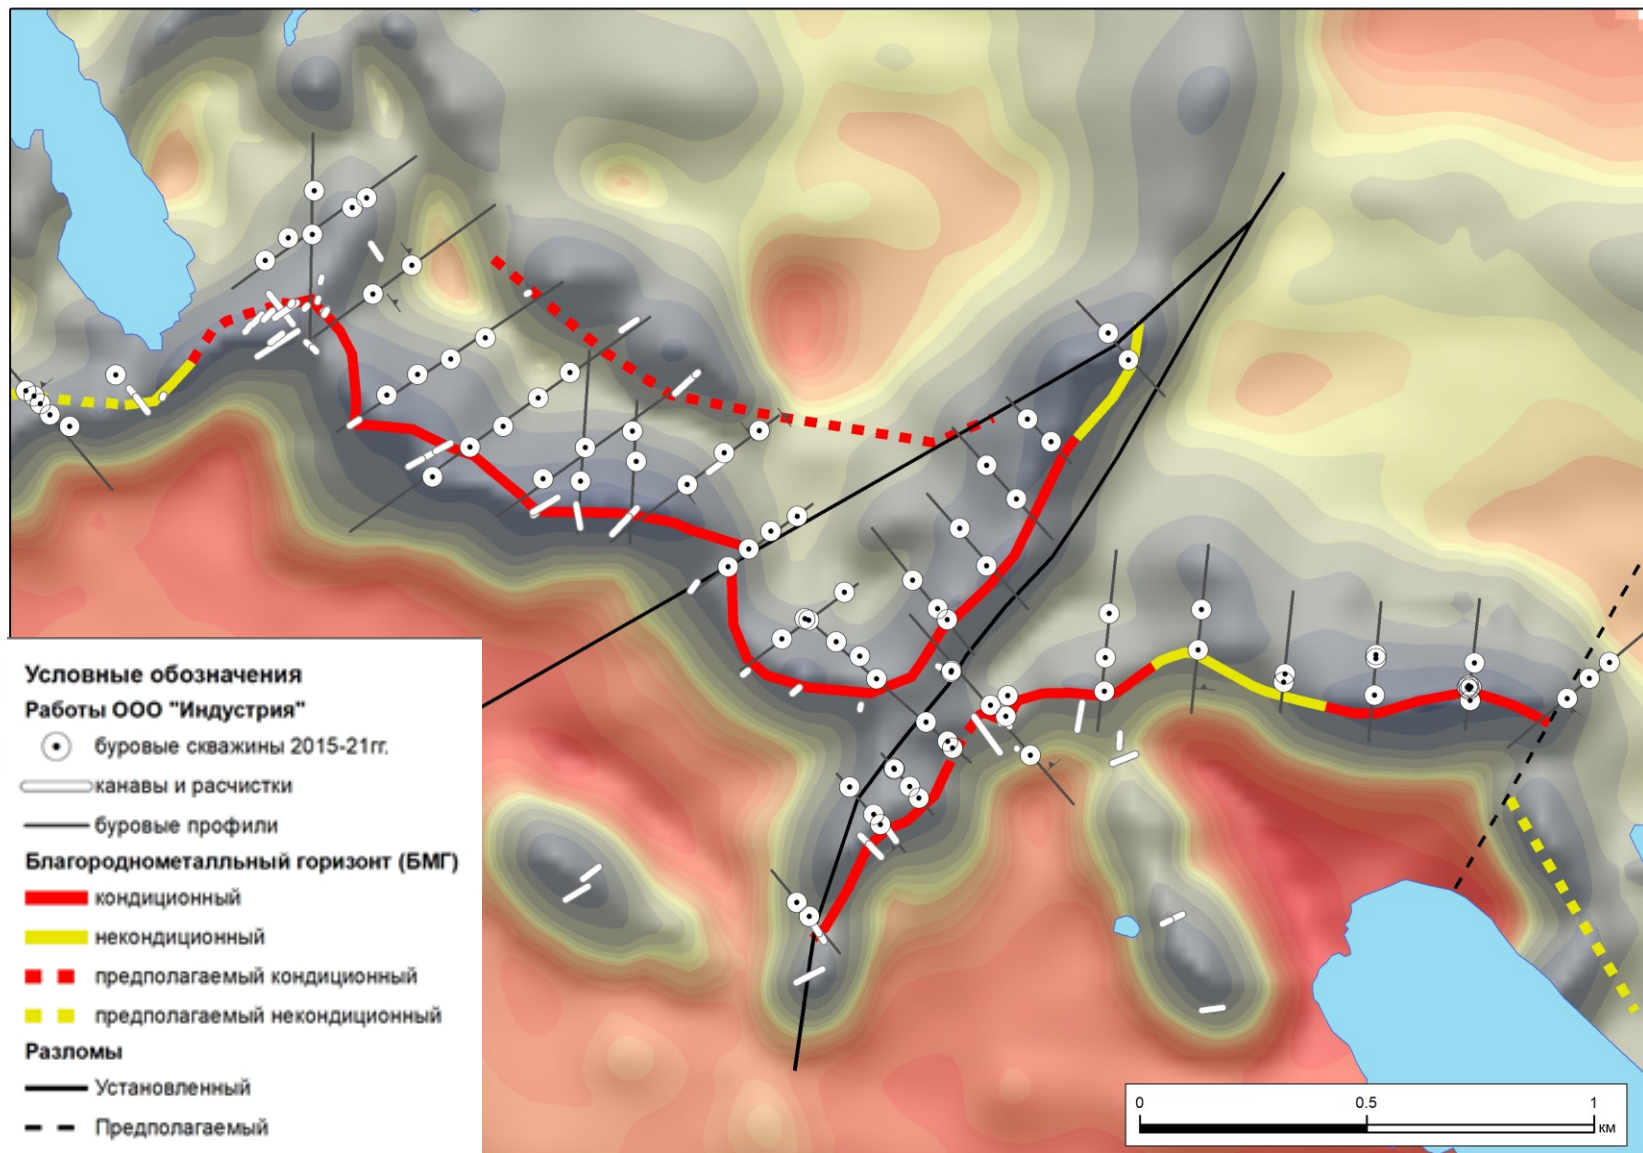 Условные обозначения
Работы ООО "Индустрия"
буровые скважины 2015-21гг.
канавы и расчистки
буровые профили
Благороднометалльный горизонт (БМГ)
кондиционный
некондиционный
предполагаемый кондиционный
предполагаемый некондиционный
Разломы
Установленный
Предполагаемый
0 0.5 1
км